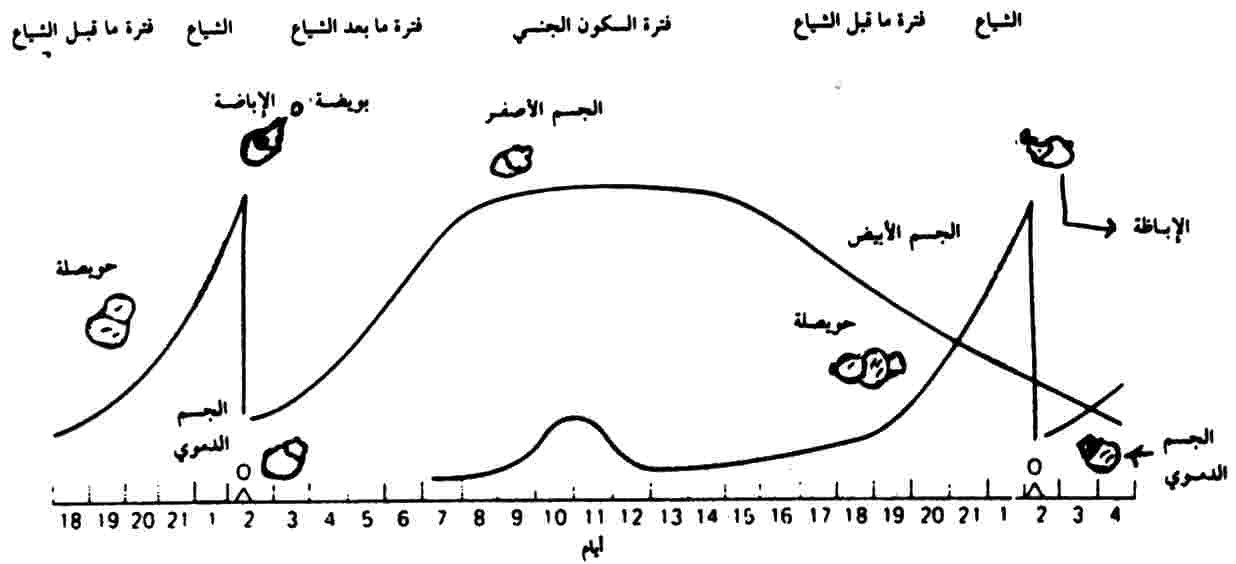 فترة ما قبل الشياع الشياع فترة ما بعد الشياع فترة السكون الجنسي فترة ما قبل الشياع الشياع
الإباضة بويضة
الجسم الأصفر
الإباظة
الجسم الأبيض
حويصلة
حويصلة
الجسم
الدموي
الجسم
الدموي
O O
18 19 20 21 1 2 3 4 5 6 7 8 9 10 11 12 13 14 15 16 17 18 19 20 21 1 2 3 4
أيام